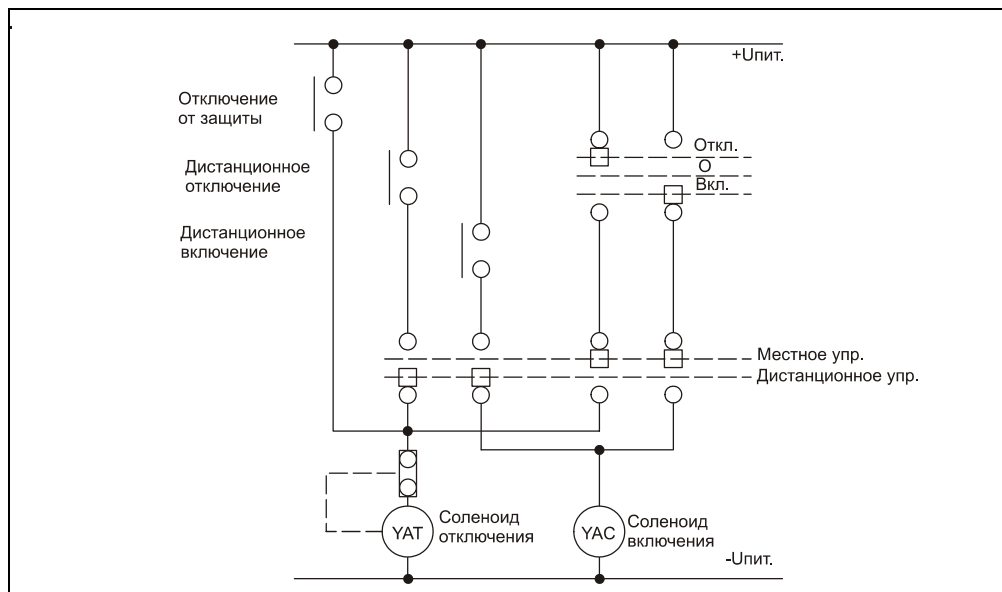 +Uпит.
Отключение
от защиты
Откл.
О
Вкл.
Дистанционное
отключение
Дистанционное
включение
Местное упр.
Дистанционное упр.
YAT
Соленоид
отключения
YAC
Соленоид
включения
-Uпит.